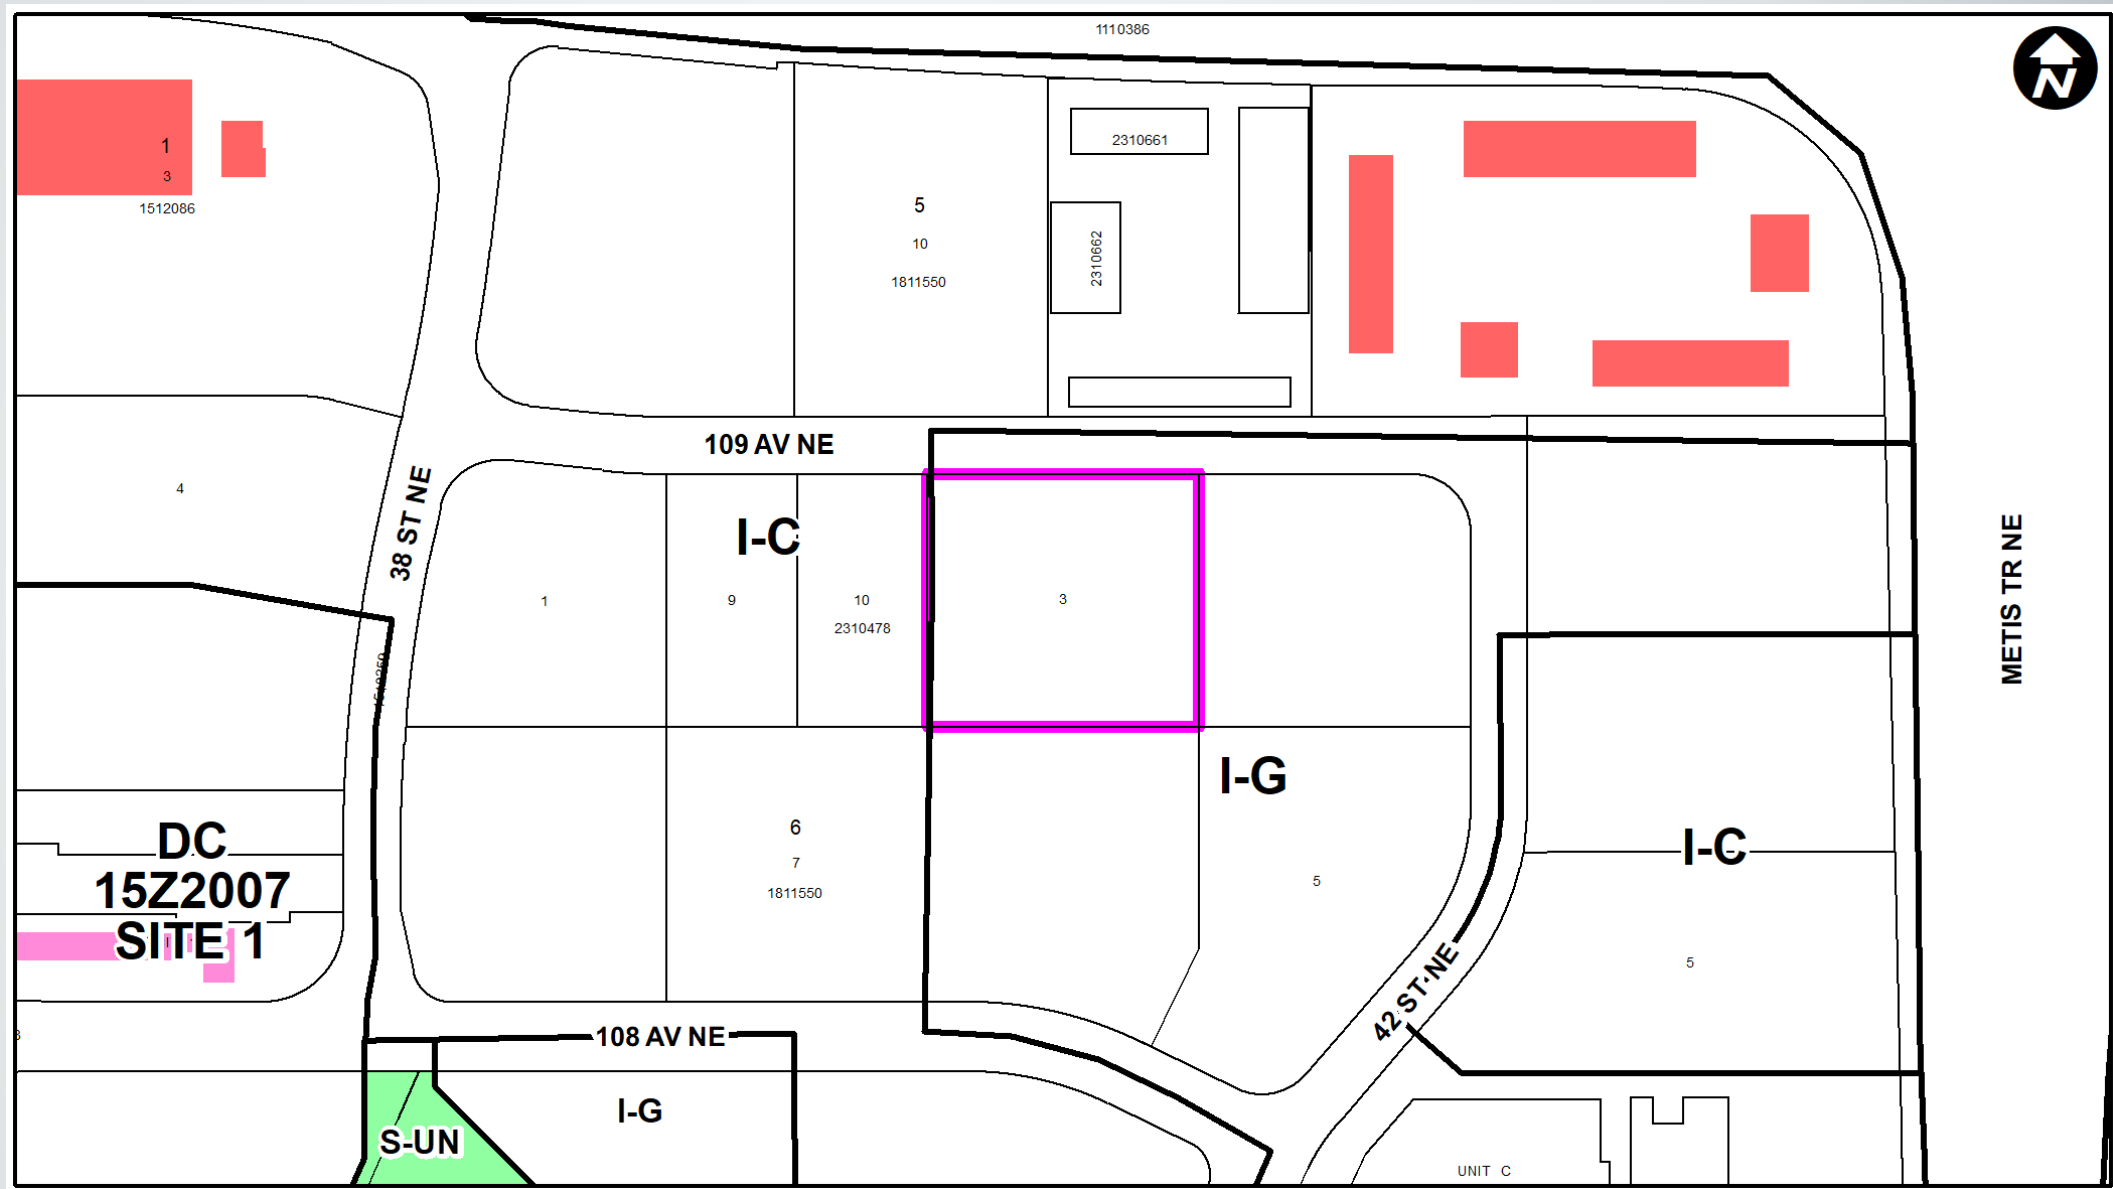 1110386
N
1
3
1512086
2310661
5
10
1811550
2310662
109 AV NE
38 ST NE
4
I-C
1
9
10
2310478
3
METIS TR NE
I-G
DC
15Z2007
SITE 1
6
7
1811550
5
I-C
5
42 ST NE
108 AV NE
I-G
S-UN
UNIT C